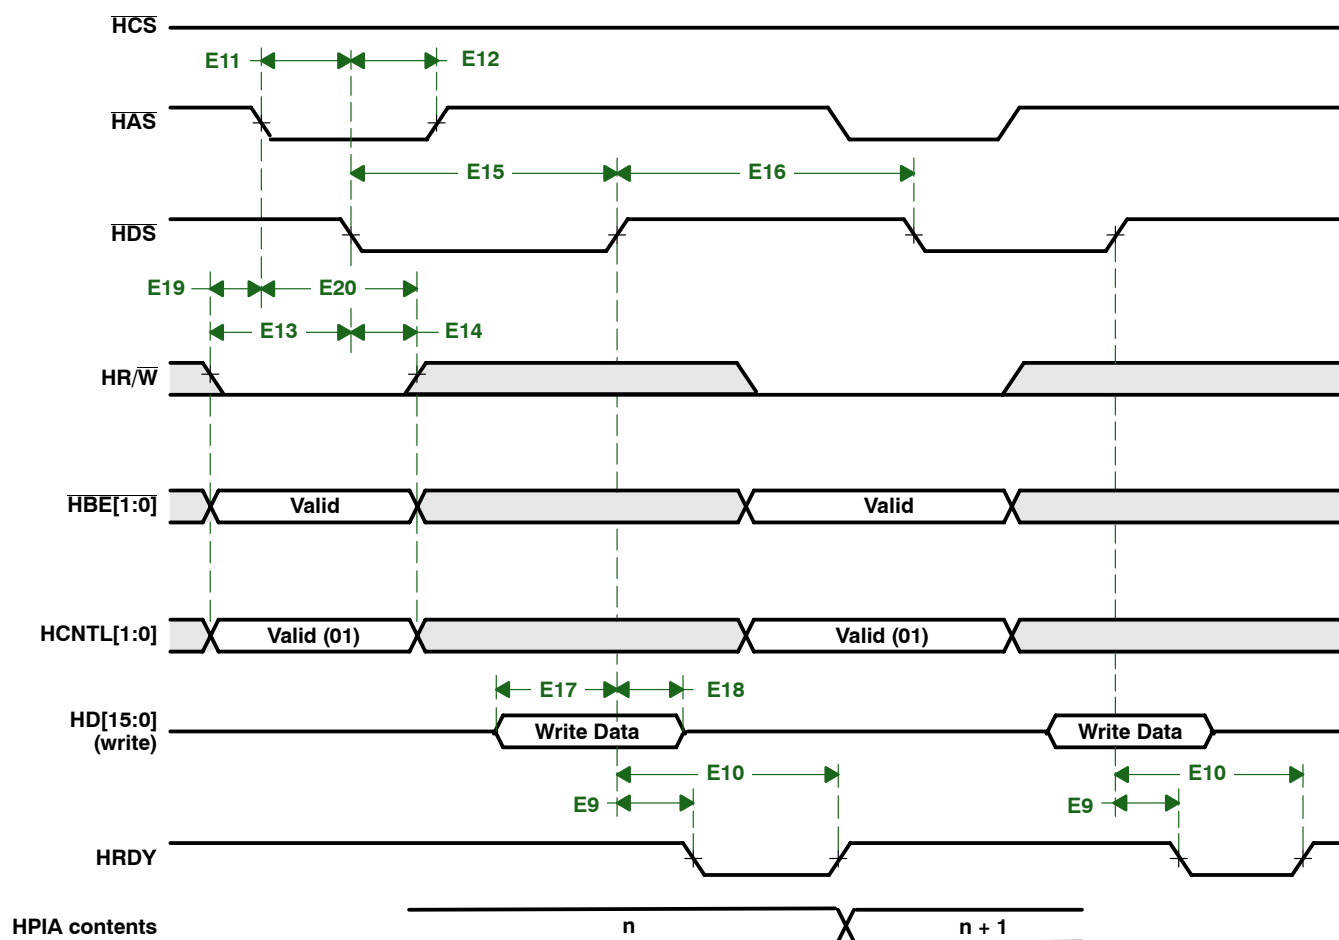 HCS
E11
E12
HAS
E15
E16
HDS
E19
E20
E13
E14
HR/W
HBE[1:0]
Valid
Valid
HCNTL[1:0]
Valid (01)
Valid (01)
E17
E18
HD[15:0]
(write)
Write Data
Write Data
E10
E10
E9
E9
HRDY
HPIA contents
n
n + 1